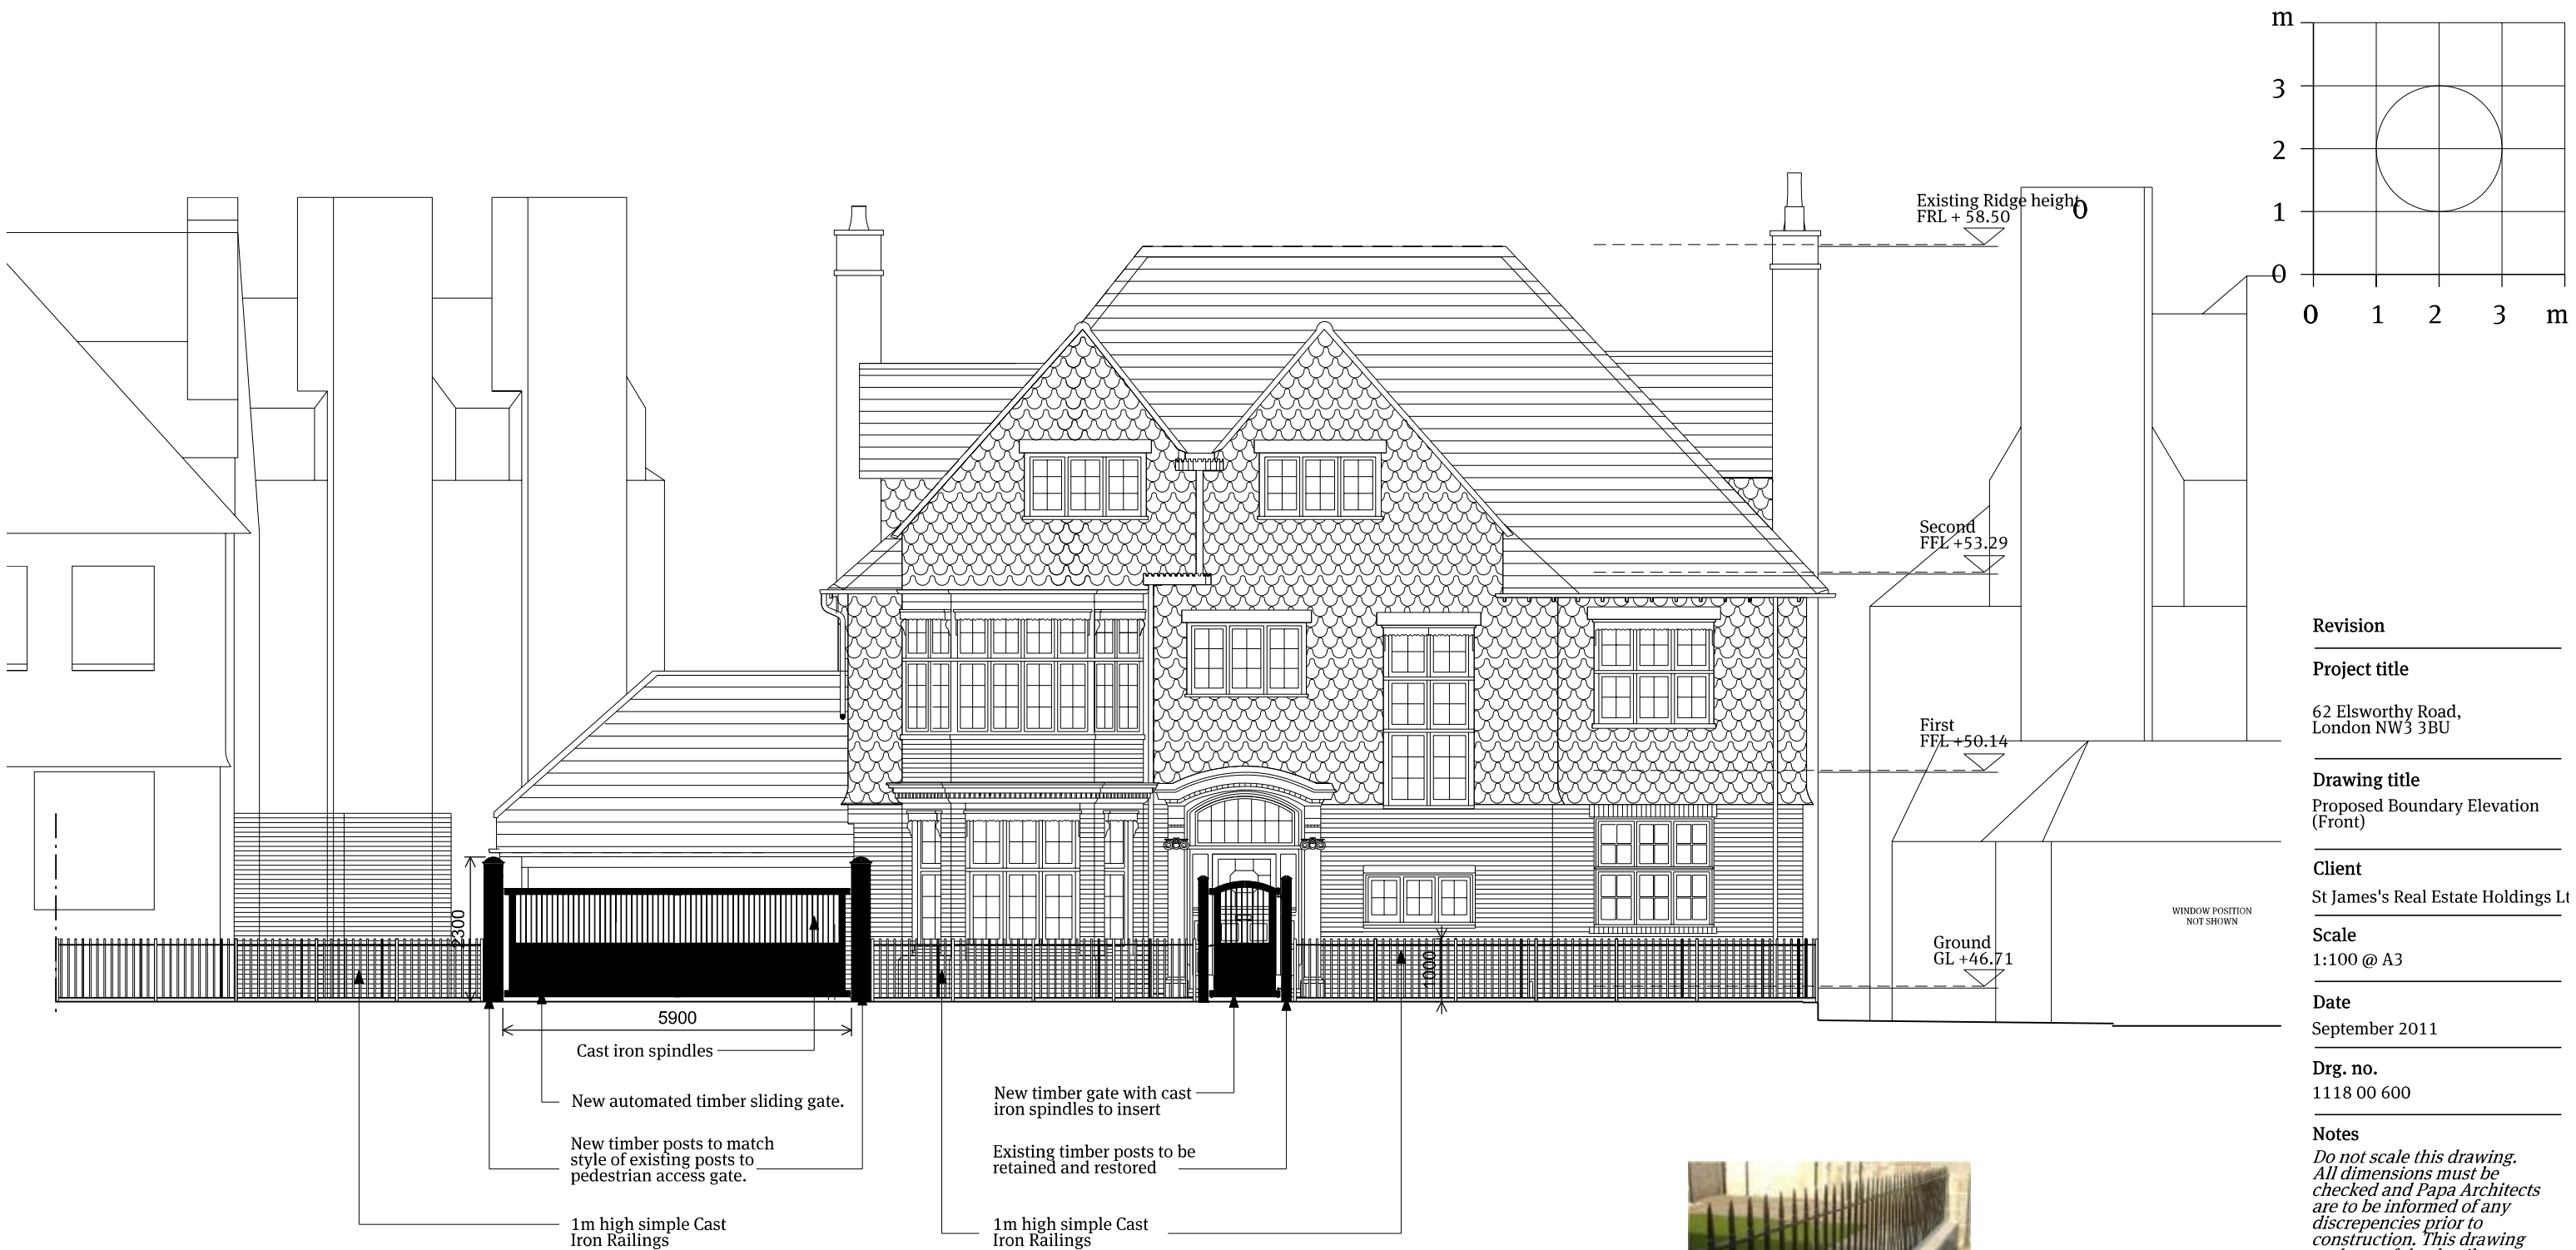 m
3
2
1
0
0 1 2 3 m
Existing Ridge height
FRL + 58.50
0
Second
FFL +53.29
First
FFL +50.14
Ground
GL +46.71
WINDOW POSITION
NOT SHOWN
2300
5900
1000
Cast iron spindles
New automated timber sliding gate.
New timber posts to match
style of existing posts to
pedestrian access gate.
1m high simple Cast
Iron Railings
New timber gate with cast
iron spindles to insert
Existing timber posts to be
retained and restored
1m high simple Cast
Iron Railings
Revision
Project title
62 Elsworthy Road,
London NW3 3BU
Drawing title
Proposed Boundary Elevation
(Front)
Client
St James's Real Estate Holdings Lt
Scale
1:100 @ A3
Date
September 2011
Drg. no.
1118 00 600
Notes
Do not scale this drawing.
All dimensions must be
checked and Papa Architects
are to be informed of any
discrepencies prior to
construction. This drawing